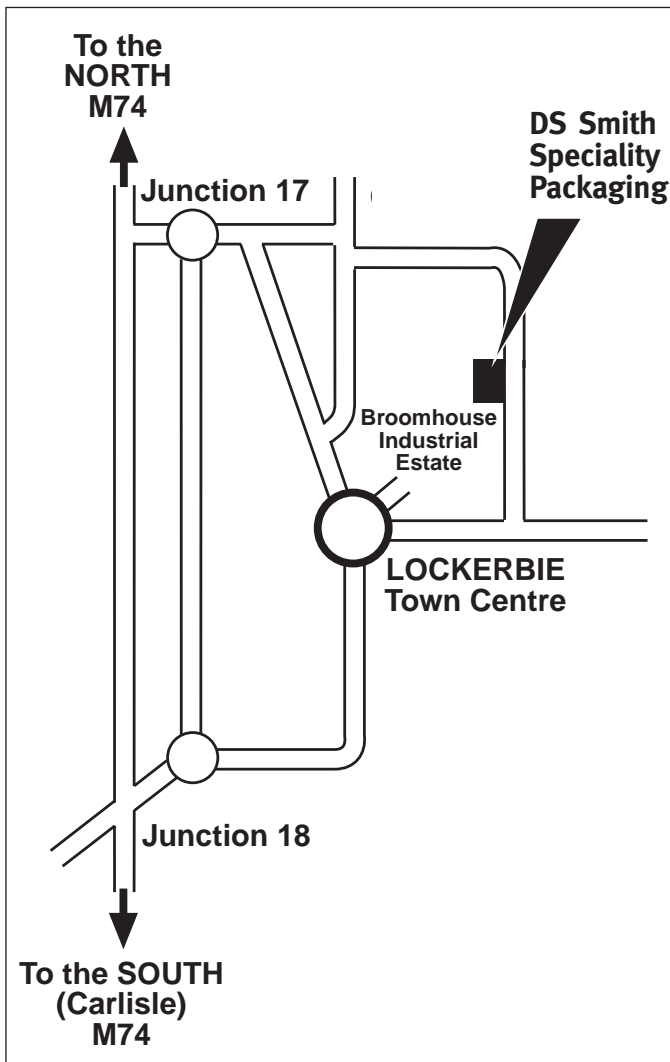 To the
NORTH
M74
DS Smith
Speciality
Packaging
Junction 17
Broomhouse
Industrial
Estate
LOCKERBIE
Town Centre
Junction 18
To the SOUTH
(Carlisle)
M74